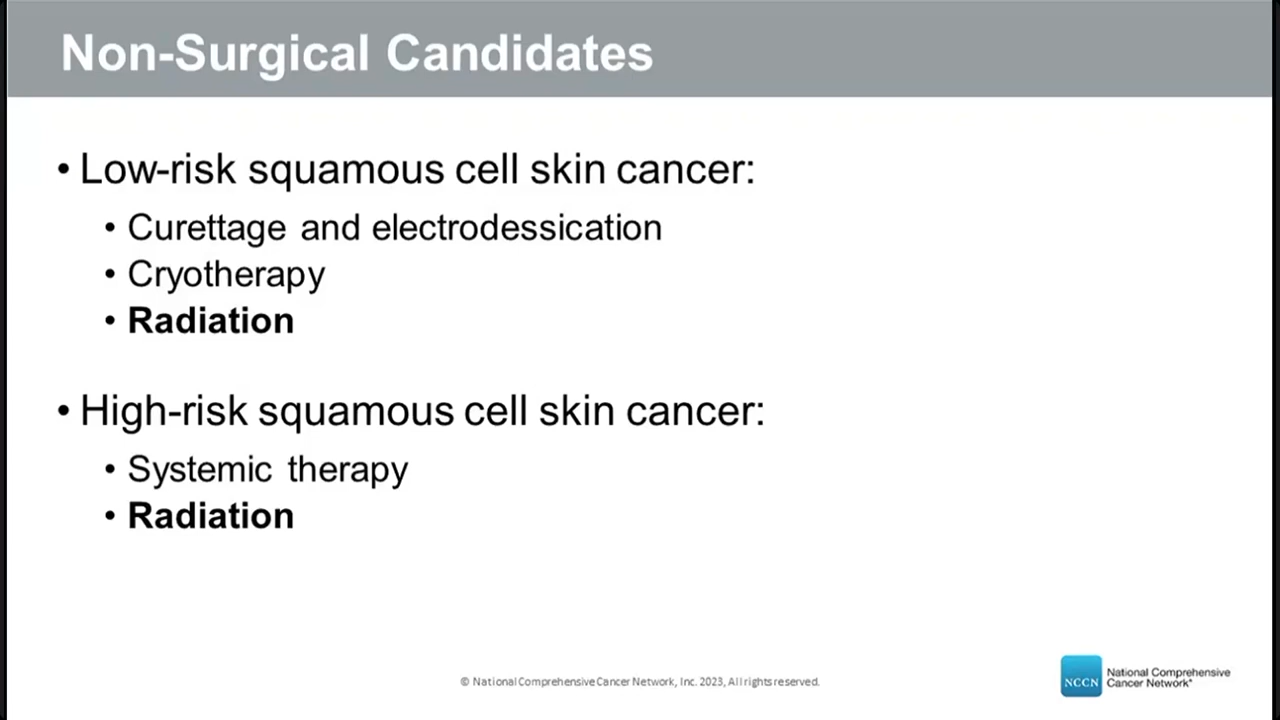 Non-Surgical Candidates
• Low-risk squamous cell skin cancer:
• Curettage and electrodessication
• Cryotherapy
• Radiation
• High-risk squamous cell skin cancer:
• Systemic therapy
• Radiation
© National Comprehensive Cancer Network, Inc. 2023, All rights reserved.
NCCN
National Comprehensive
Cancer Network®